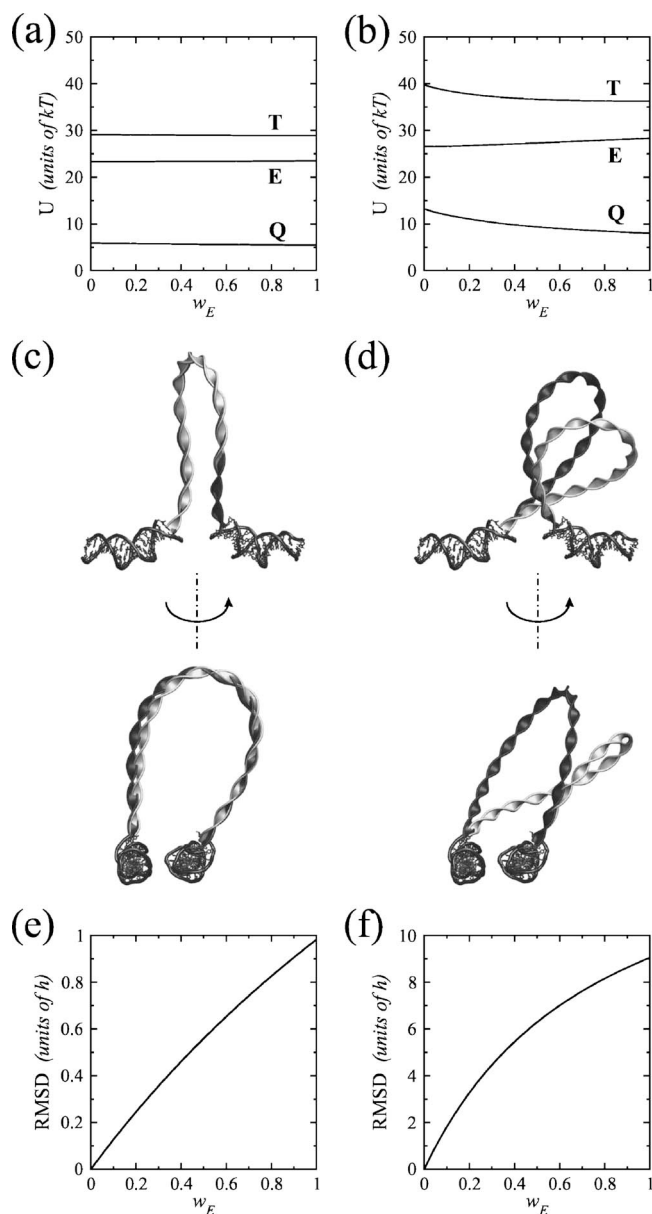 (a) (b)
50 50
40 40
30 30
20 20
10 10
0 0
U (units of kT) U (units of kT)
T T
E E
Q Q
0 0.2 0.4 0.6 0.8 1 0 0.2 0.4 0.6 0.8 1
w_E w_E
(c) (d)
(e) (f)
1 10
0.8 8
0.6 6
0.4 4
0.2 2
0 0
RMSD (units of h) RMSD (units of h)
0 0.2 0.4 0.6 0.8 1 0 0.2 0.4 0.6 0.8 1
w_E w_E